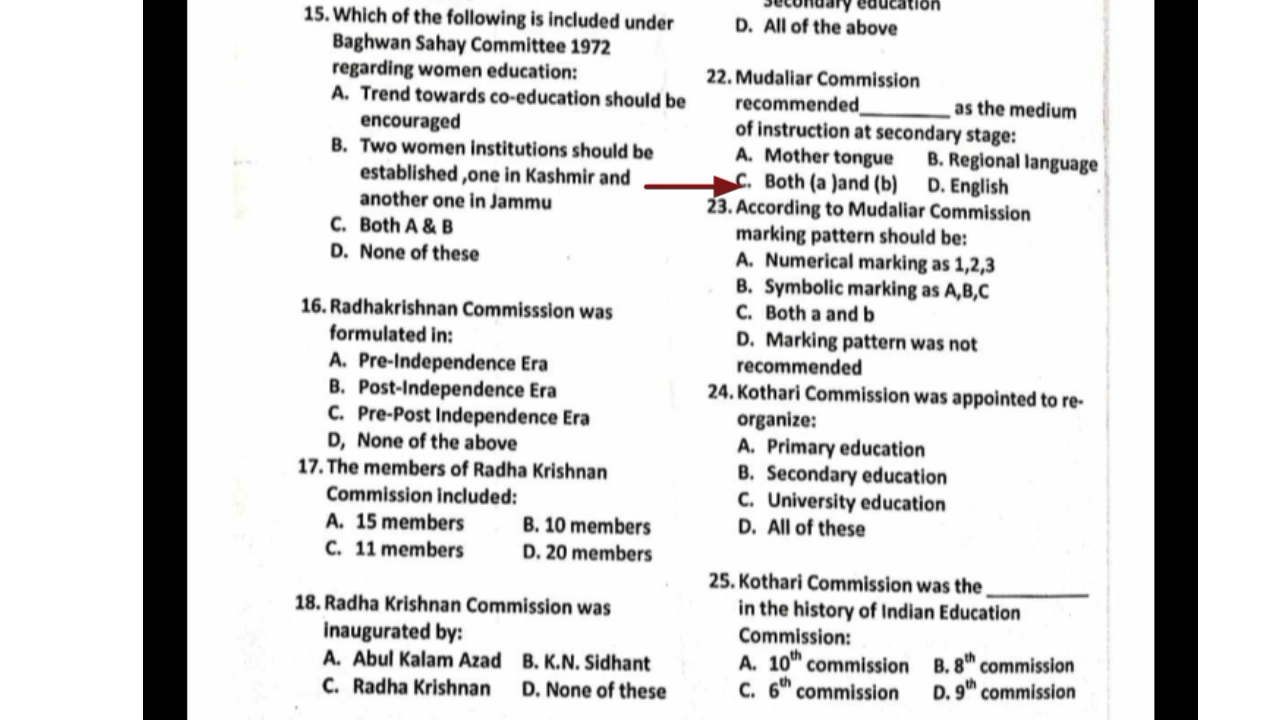 15. Which of the following is included under
Baghwan Sahay Committee 1972
regarding women education:
A. Trend towards co-education should be
encouraged
B. Two women institutions should be
established ,one in Kashmir and
another one in Jammu
C. Both A & B
D. None of these
16. Radhakrishnan Commisssion was
formulated in:
A. Pre-Independence Era
B. Post-Independence Era
C. Pre-Post Independence Era
D, None of the above
17. The members of Radha Krishnan
Commission included:
A. 15 members B. 10 members
C. 11 members D. 20 members
18. Radha Krishnan Commission was
inaugurated by:
A. Abul Kalam Azad B. K.N. Sidhant
C. Radha Krishnan D. None of these
secondary education
D. All of the above
22. Mudaliar Commission
recommended_________ as the medium
of instruction at secondary stage:
A. Mother tongue B. Regional language
C. Both (a )and (b) D. English
23. According to Mudaliar Commission
marking pattern should be:
A. Numerical marking as 1,2,3
B. Symbolic marking as A,B,C
C. Both a and b
D. Marking pattern was not
recommended
24. Kothari Commission was appointed to re-
organize:
A. Primary education
B. Secondary education
C. University education
D. All of these
25. Kothari Commission was the __________
in the history of Indian Education
Commission:
A. 10th commission B. 8th commission
C. 6th commission D. 9th commission